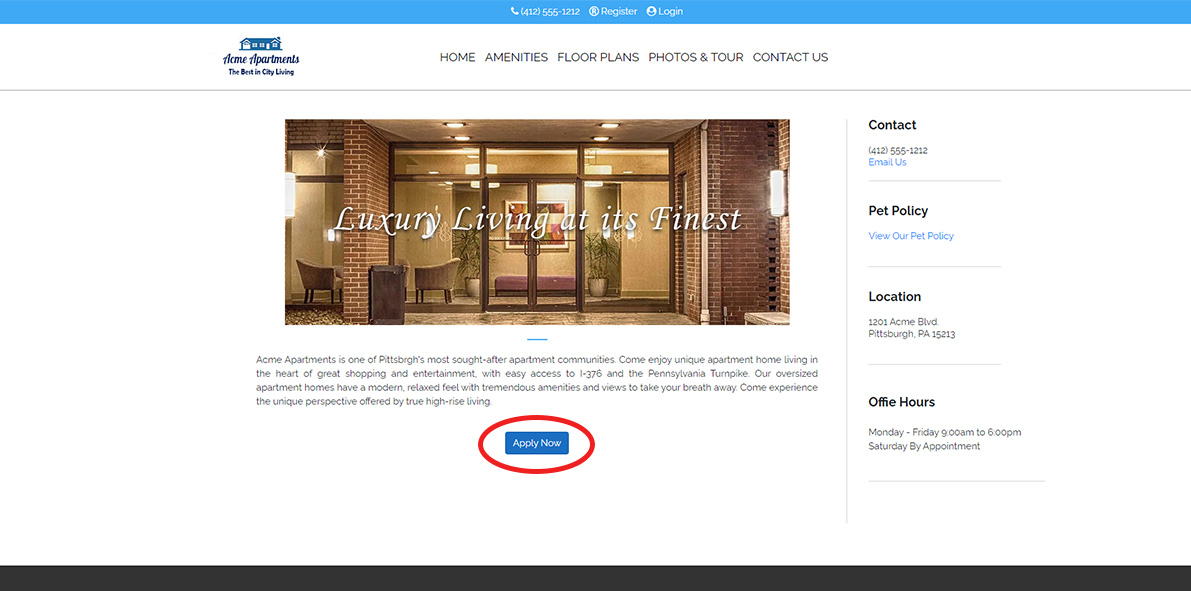 (412) 555-1212 ® Register Login
Acme Apartments
The Best in City Living
HOME AMENITIES FLOOR PLANS PHOTOS & TOUR CONTACT US
Luxury Living at its Finest
Acme Apartments is one of Pittsbrgh's most sought-after apartment communities. Come enjoy unique apartment home living in
the heart of great shopping and entertainment, with easy access to I-376 and the Pennsylvania Turnpike. Our oversized
apartment homes have a modern, relaxed feel with tremendous amenities and views to take your breath away. Come experience
the unique perspective offered by true high-rise living.
Apply Now
Contact
(412) 555-1212
Email Us
Pet Policy
View Our Pet Policy
Location
1201 Acme Blvd.
Pittsburgh, PA 15213
Offie Hours
Monday - Friday 9:00am to 6:00pm
Saturday By Appointment